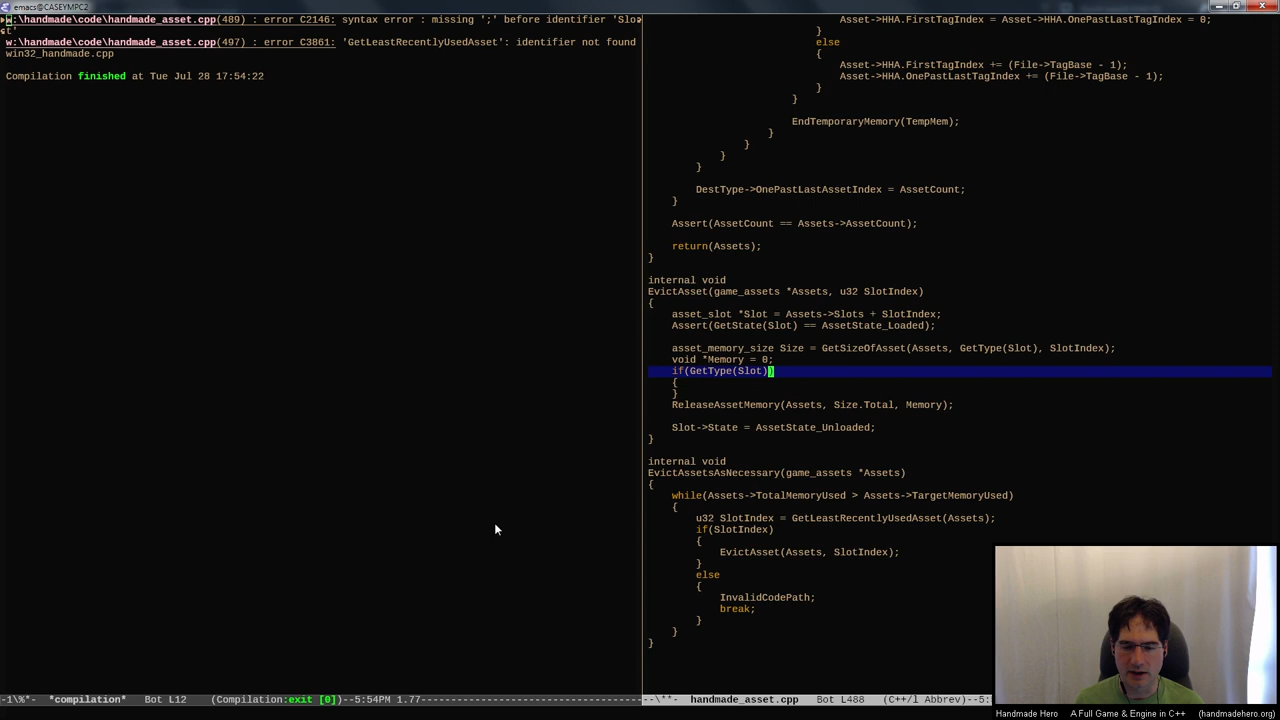 emacs@CASEYMPC2
w:\handmade\code\handmade_asset.cpp(489) : error C2146: syntax error : missing ';' before identifier 'Slo
t'
w:\handmade\code\handmade_asset.cpp(497) : error C3861: 'GetLeastRecentlyUsedAsset': identifier not found
win32_handmade.cpp
Compilation finished at Tue Jul 28 17:54:22
-1\%*-  *compilation*   Bot L12    (Compilation:exit [0])--5:54PM 1.77
Asset->HHA.FirstTagIndex = Asset->HHA.OnePastLastTagIndex = 0;
}
else
{
Asset->HHA.FirstTagIndex += (File->TagBase - 1);
Asset->HHA.OnePastLastTagIndex += (File->TagBase - 1);
}
}
EndTemporaryMemory(TempMem);
}
}
}
}
DestType->OnePastLastAssetIndex = AssetCount;
}
Assert(AssetCount == Assets->AssetCount);
return(Assets);
}
internal void
EvictAsset(game_assets *Assets, u32 SlotIndex)
{
asset_slot *Slot = Assets->Slots + SlotIndex;
Assert(GetState(Slot) == AssetState_Loaded);
asset_memory_size Size = GetSizeOfAsset(Assets, GetType(Slot), SlotIndex);
void *Memory = 0;
if(GetType(Slot))
{
}
ReleaseAssetMemory(Assets, Size.Total, Memory);
Slot->State = AssetState_Unloaded;
}
internal void
EvictAssetsAsNecessary(game_assets *Assets)
{
while(Assets->TotalMemoryUsed > Assets->TargetMemoryUsed)
{
u32 SlotIndex = GetLeastRecentlyUsedAsset(Assets);
if(SlotIndex)
{
EvictAsset(Assets, SlotIndex);
}
else
{
InvalidCodePath;
break;
}
}
}
--\**-  handmade_asset.cpp   Bot L488   (C++/l Abbrev)--5:
Handmade Hero    A Full Game & Engine in C++    (handmadehero.org)